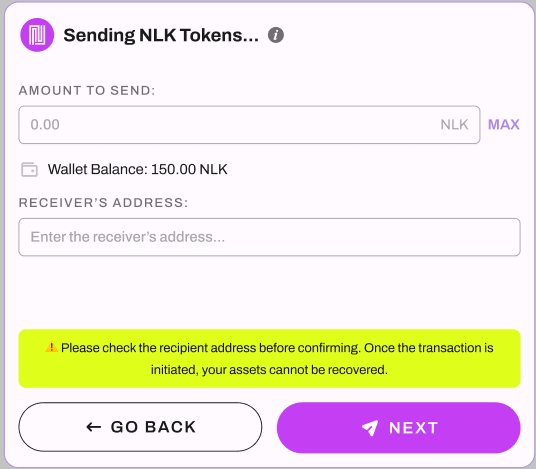 Sending NLK Tokens...
AMOUNT TO SEND:
0.00 NLK MAX
Wallet Balance: 150.00 NLK
RECEIVER’S ADDRESS:
Enter the receiver’s address...
⚠️ Please check the recipient address before confirming. Once the transaction is
initiated, your assets cannot be recovered.
← GO BACK
NEXT